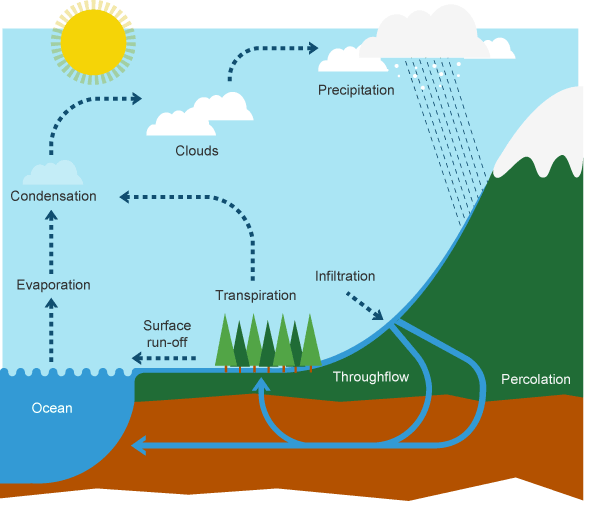 Precipitation
Clouds
Condensation
Infiltration
Evaporation
Transpiration
Surface
run-off
Throughflow
Percolation
Ocean